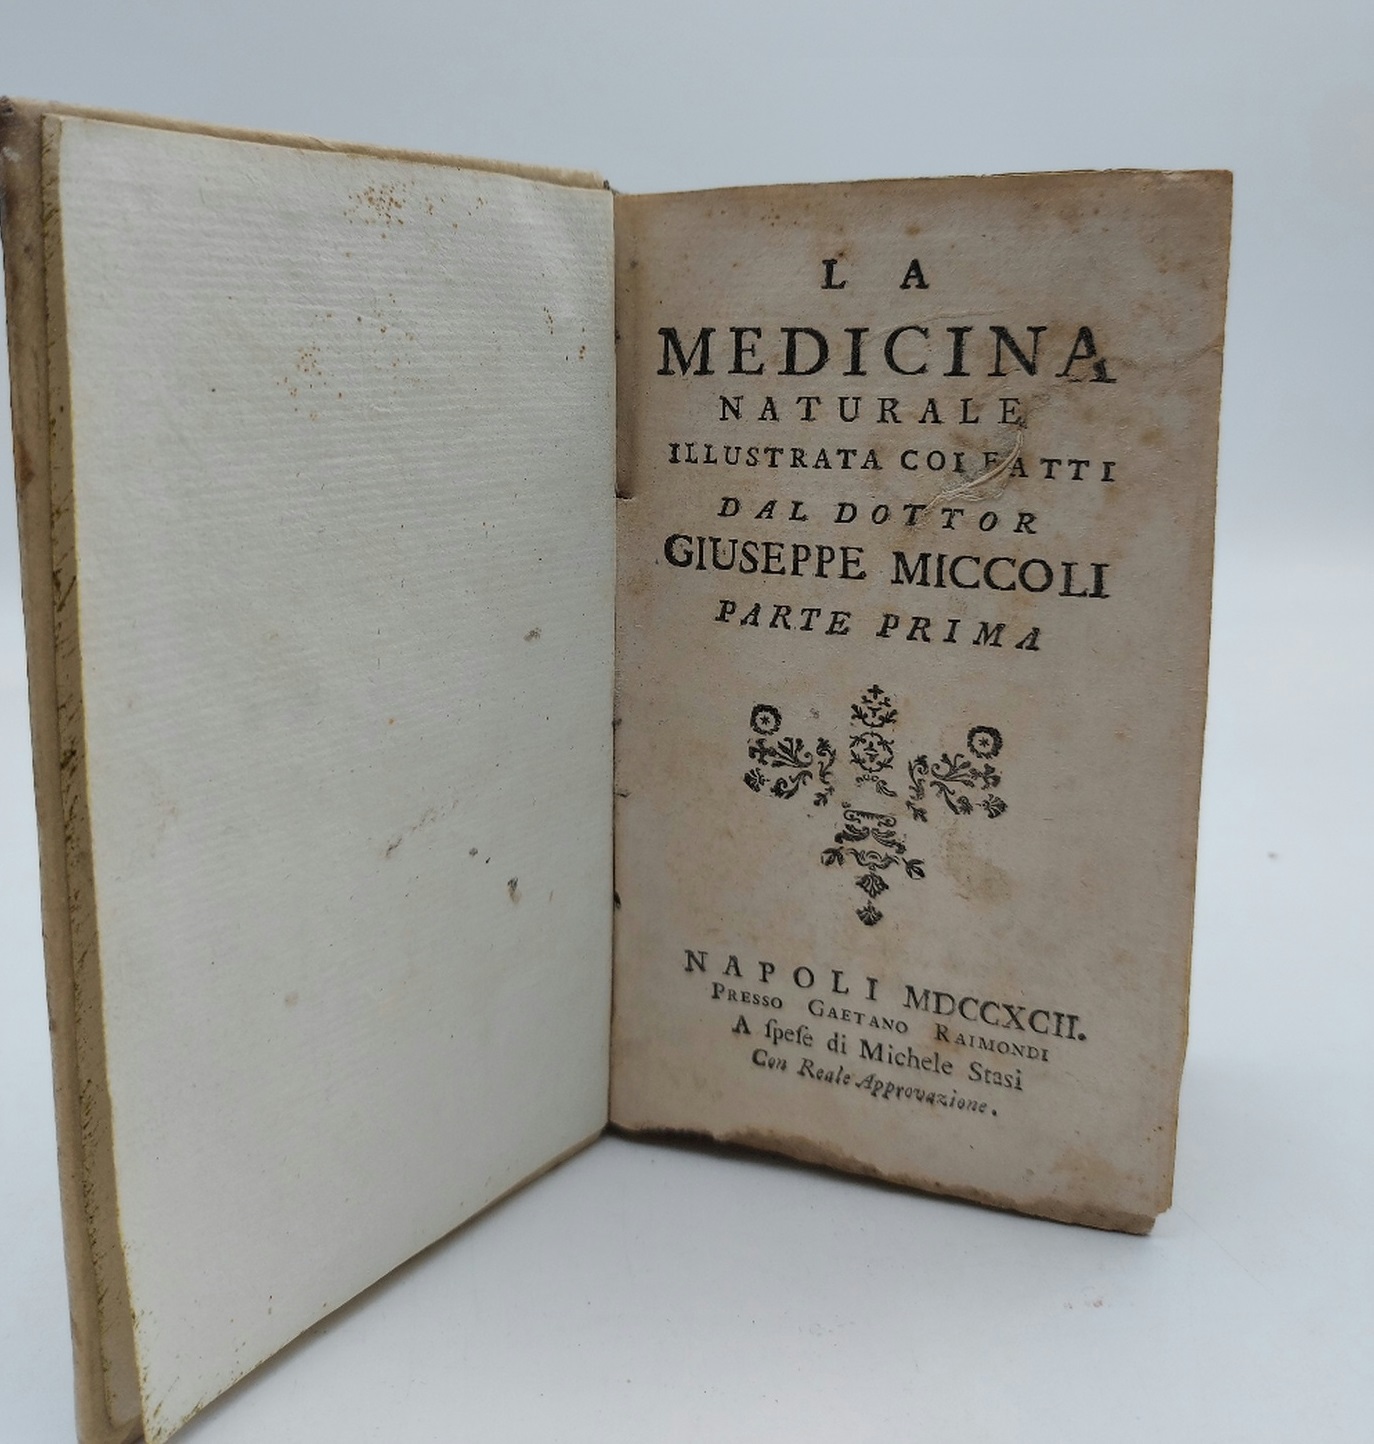 LA
MEDICINA
NATURALE
ILLUSTRATA COI FATTI
DAL DOTTOR
GIUSEPPE MICCOLI
PARTE PRIMA
NAPOLI MDCCXCII.
PRESSO GAETANO RAIMONDI
A ſpeſe di Michele Stasi
Con Reale Approvazione.